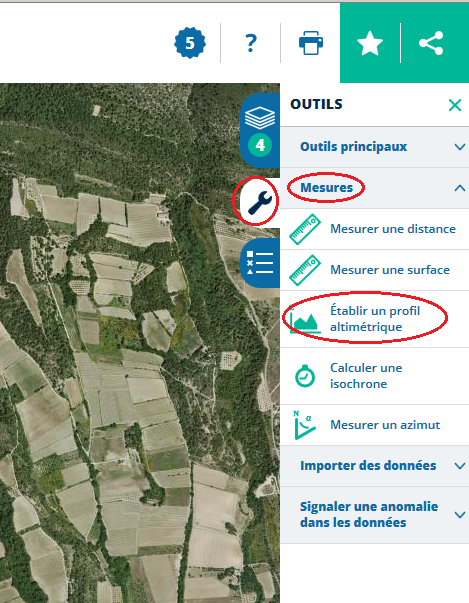 5
?
OUTILS
4
Outils principaux
Mesures
Mesurer une distance
Mesurer une surface
Établir un profil
altimétrique
Calculer une
isochrone
N α
Mesurer un azimut
Importer des données
Signaler une anomalie
dans les données